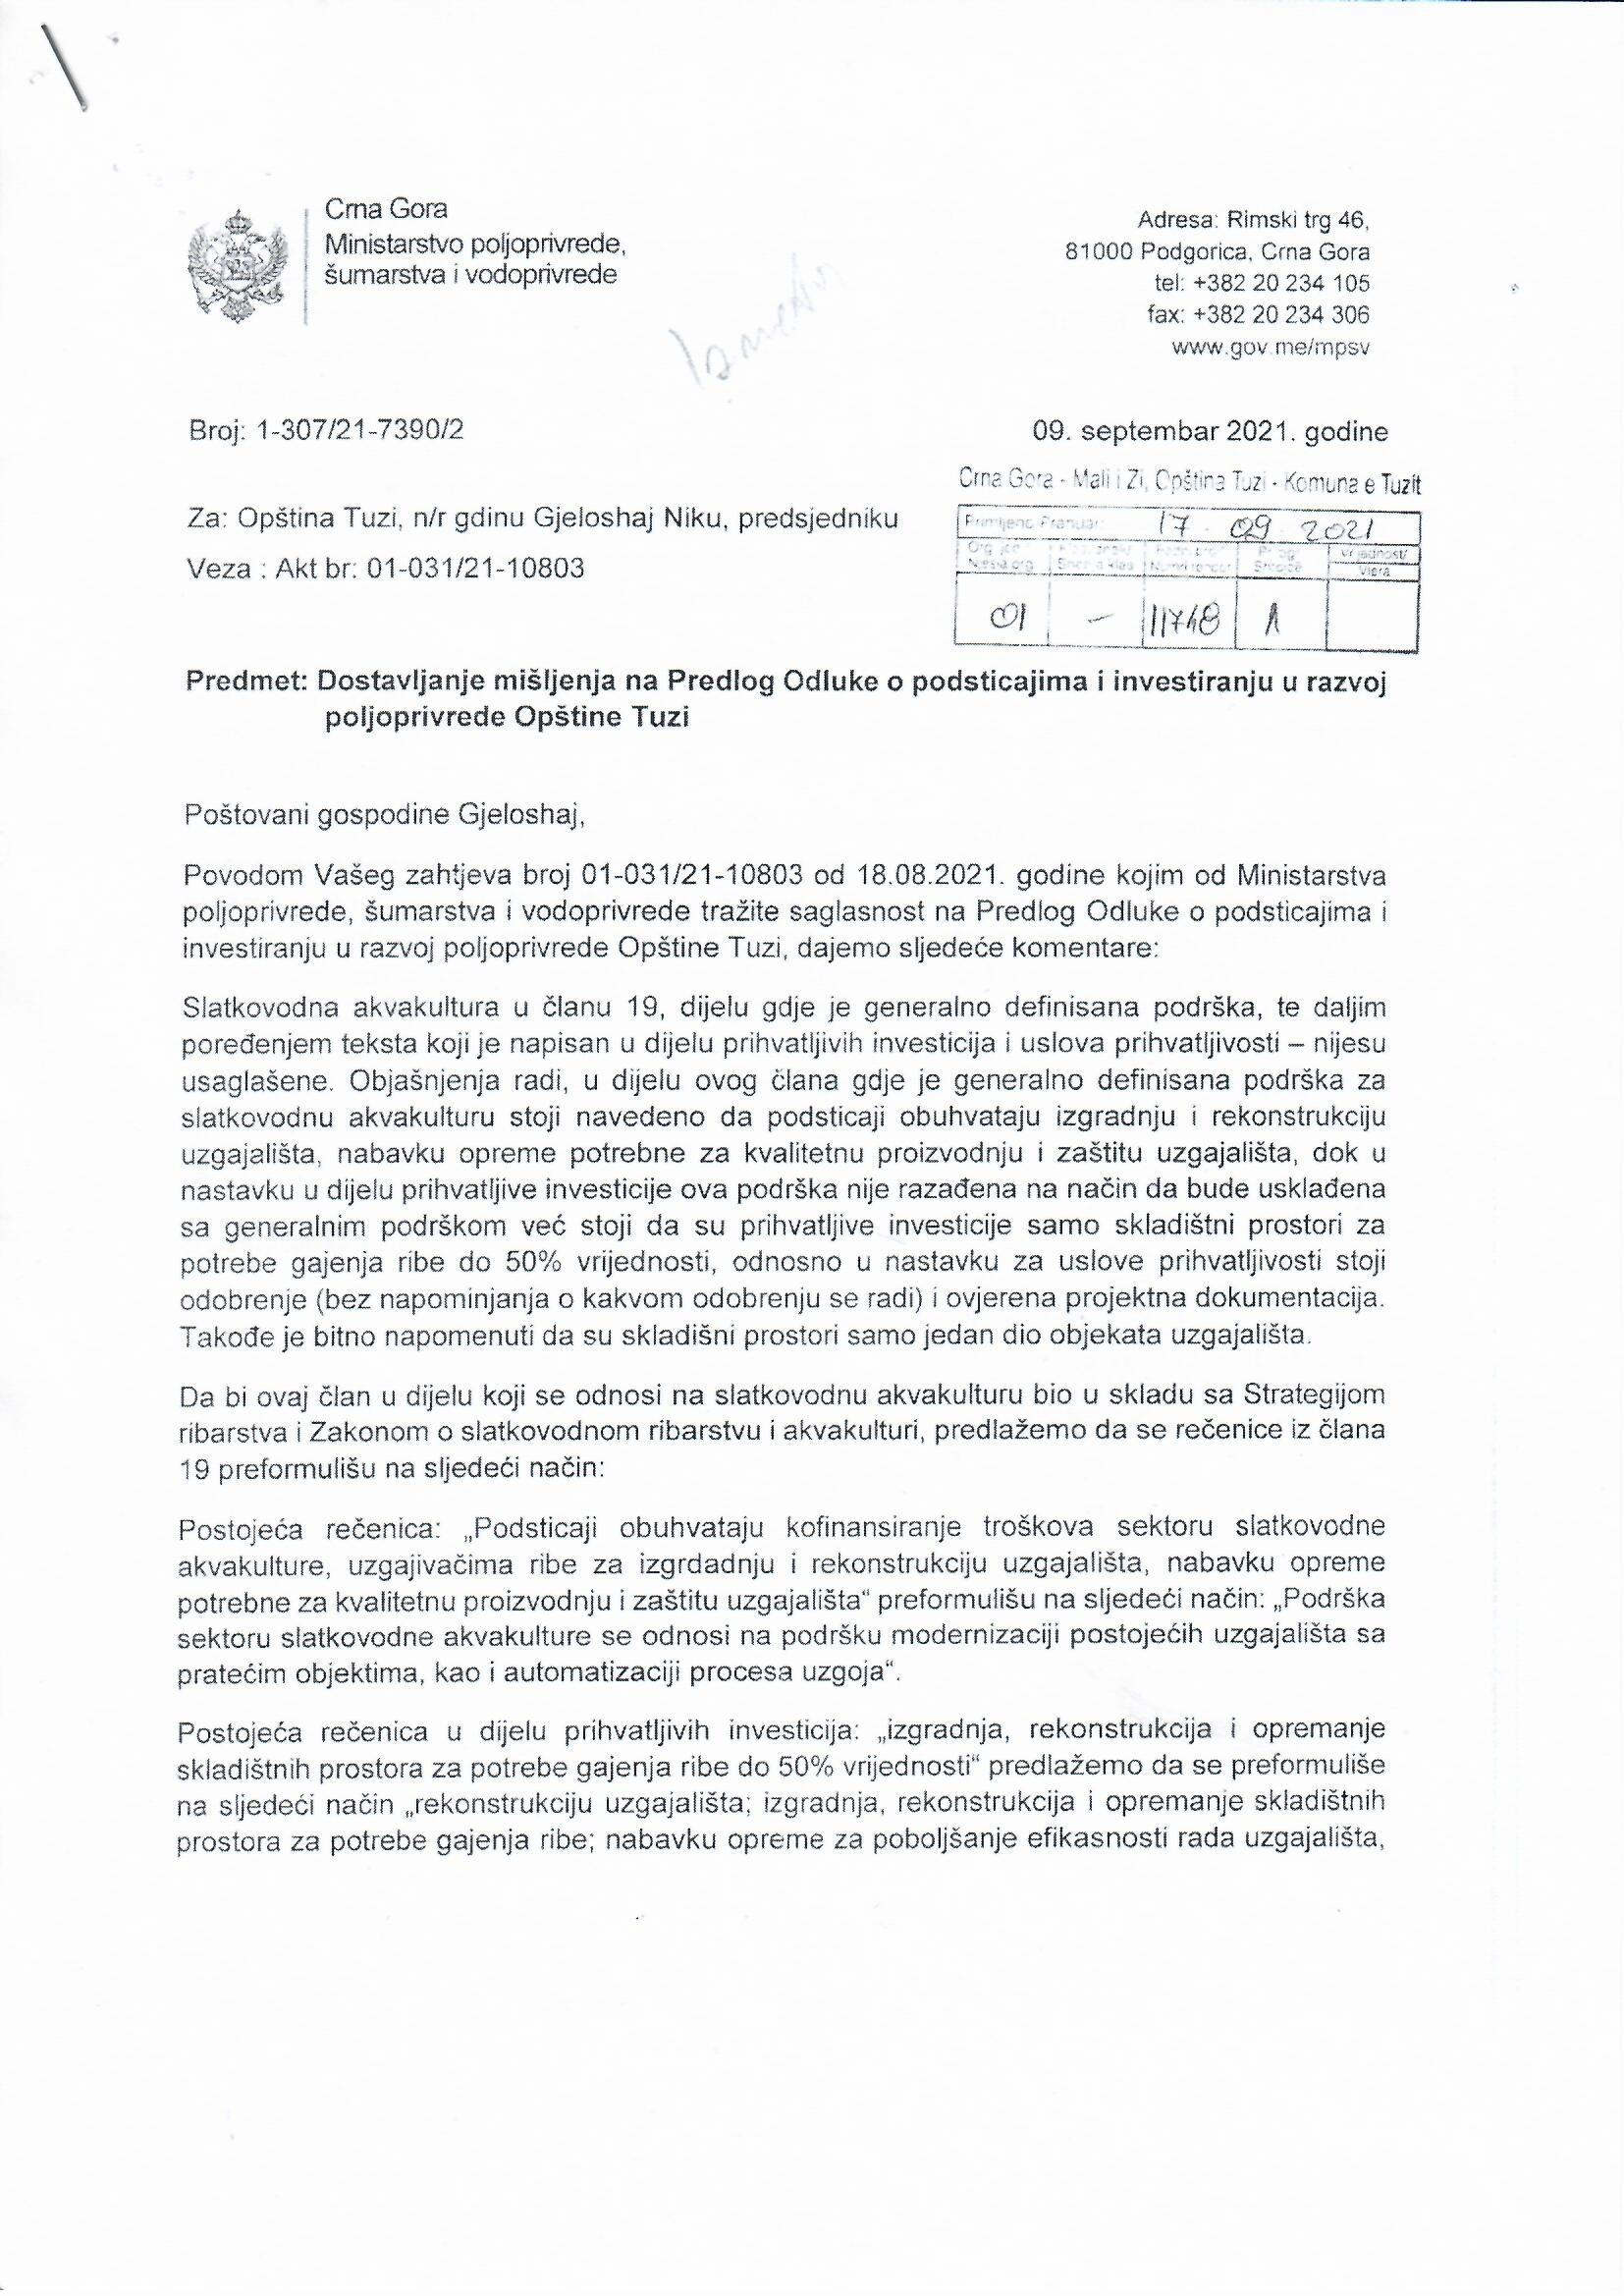 Crna Gora
Ministarstvo poljoprivrede,
šumarstva i vodoprivrede
Adresa: Rimski trg 46,
81000 Podgorica, Crna Gora
tel: +382 20 234 105
fax: +382 20 234 306
www.gov.me/mpsv
Broj: 1-307/21-7390/2
09. septembar 2021. godine
Crna Gora - Mali i Zi, Opština Tuzi - Komuna e Tuzit
Za: Opština Tuzi, n/r gdinu Gjeloshaj Niku, predsjedniku
Primljeno Pranuar 17 09 2021
Veza : Akt br: 01-031/21-10803
Vrijednost/
Vlera
01 - 11748 1
Predmet: Dostavljanje mišljenja na Predlog Odluke o podsticajima i investiranju u razvoj
poljoprivrede Opštine Tuzi
Poštovani gospodine Gjeloshaj,
Povodom Vašeg zahtjeva broj 01-031/21-10803 od 18.08.2021. godine kojim od Ministarstva
poljoprivrede, šumarstva i vodoprivrede tražite saglasnost na Predlog Odluke o podsticajima i
investiranju u razvoj poljoprivrede Opštine Tuzi, dajemo sljedeće komentare:
Slatkovodna akvakultura u članu 19, dijelu gdje je generalno definisana podrška, te daljim
poređenjem teksta koji je napisan u dijelu prihvatljivih investicija i uslova prihvatljivosti – nijesu
usaglašene. Objašnjenja radi, u dijelu ovog člana gdje je generalno definisana podrška za
slatkovodnu akvakulturu stoji navedeno da podsticaji obuhvataju izgradnju i rekonstrukciju
uzgajališta, nabavku opreme potrebne za kvalitetnu proizvodnju i zaštitu uzgajališta, dok u
nastavku u dijelu prihvatljive investicije ova podrška nije razađena na način da bude usklađena
sa generalnim podrškom već stoji da su prihvatljive investicije samo skladištni prostori za
potrebe gajenja ribe do 50% vrijednosti, odnosno u nastavku za uslove prihvatljivosti stoji
odobrenje (bez napominjanja o kakvom odobrenju se radi) i ovjerena projektna dokumentacija.
Takođe je bitno napomenuti da su skladišni prostori samo jedan dio objekata uzgajališta.
Da bi ovaj član u dijelu koji se odnosi na slatkovodnu akvakulturu bio u skladu sa Strategijom
ribarstva i Zakonom o slatkovodnom ribarstvu i akvakulturi, predlažemo da se rečenice iz člana
19 preformulišu na sljedeći način:
Postojeća rečenica: „Podsticaji obuhvataju kofinansiranje troškova sektoru slatkovodne
akvakulture, uzgajivačima ribe za izgrdadnju i rekonstrukciju uzgajališta, nabavku opreme
potrebne za kvalitetnu proizvodnju i zaštitu uzgajališta“ preformulišu na sljedeći način: „Podrška
sektoru slatkovodne akvakulture se odnosi na podršku modernizaciji postojećih uzgajališta sa
pratećim objektima, kao i automatizaciji procesa uzgoja“.
Postojeća rečenica u dijelu prihvatljivih investicija: „izgradnja, rekonstrukcija i opremanje
skladištnih prostora za potrebe gajenja ribe do 50% vrijednosti“ predlažemo da se preformuliše
na sljedeći način „rekonstrukciju uzgajališta; izgradnja, rekonstrukcija i opremanje skladištnih
prostora za potrebe gajenja ribe; nabavku opreme za poboljšanje efikasnosti rada uzgajališta,